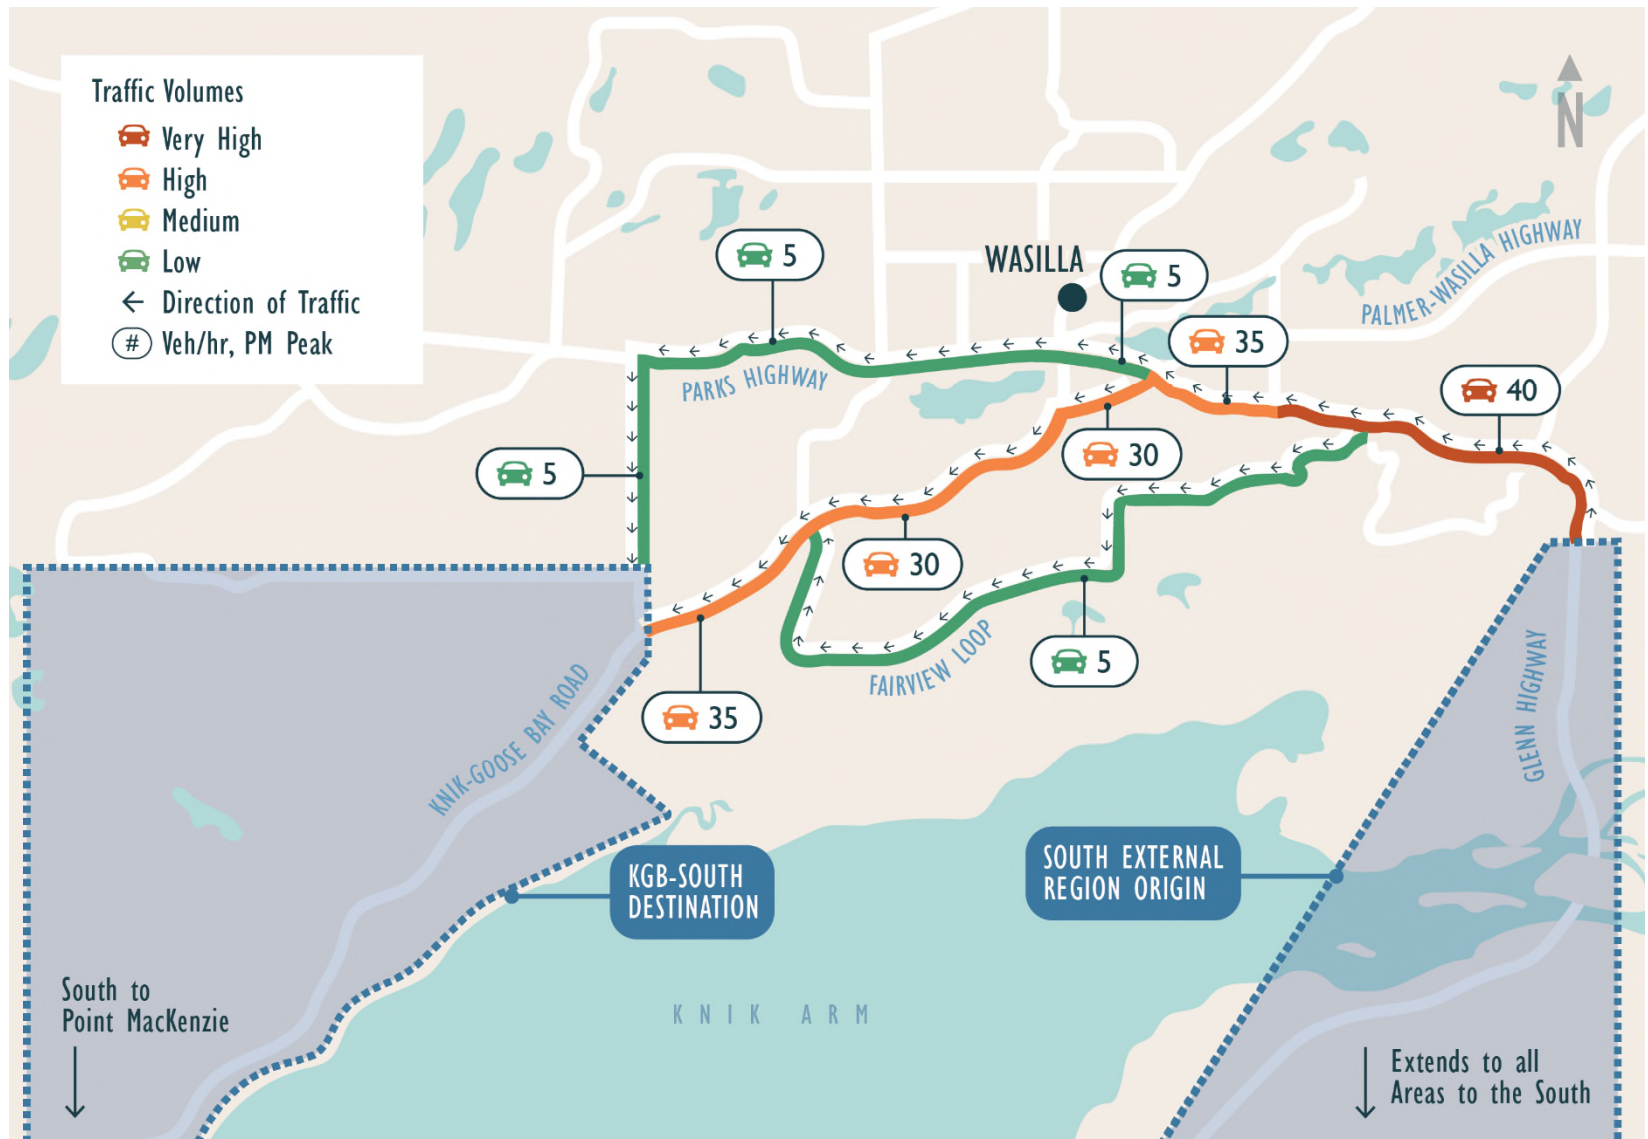 Traffic Volumes
Very High
High
Medium
Low
Direction of Traffic
# Veh/hr, PM Peak
N
PALMER-WASILLA HIGHWAY
WASILLA
5
5
35
40
PARKS HIGHWAY
30
5
30
FAIRVIEW LOOP
5
35
KNIK-GOOSE BAY ROAD
GLENN HIGHWAY
KGB-SOUTH
DESTINATION
SOUTH EXTERNAL
REGION ORIGIN
South to
Point MacKenzie
KNIK ARM
Extends to all
Areas to the South